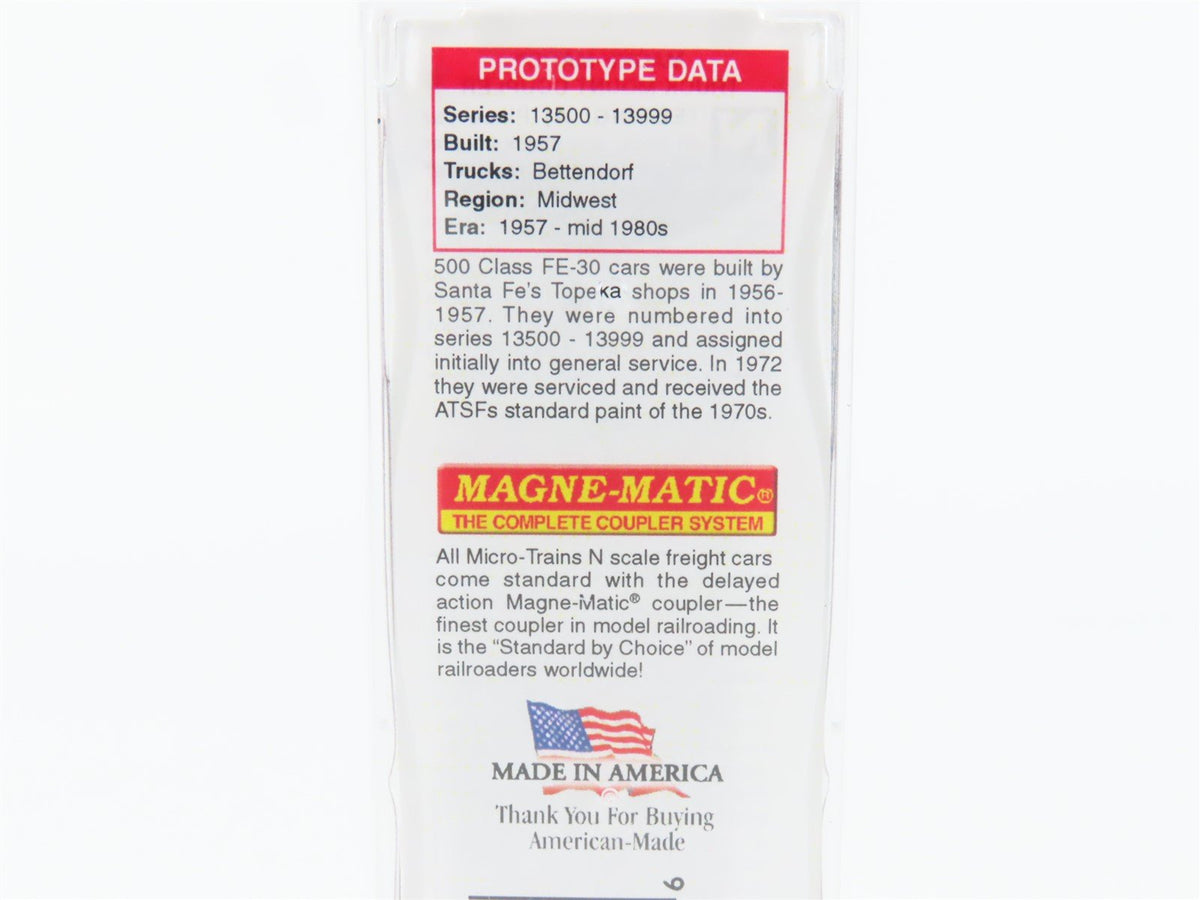 PROTOTYPE DATA
Series: 13500 - 13999
Built: 1957
Trucks: Bettendorf
Region: Midwest
Era: 1957 - mid 1980s
500 Class FE-30 cars were built by
Santa Fe's Topeka shops in 1956-
1957. They were numbered into
series 13500 - 13999 and assigned
initially into general service. In 1972
they were serviced and received the
ATSFs standard paint of the 1970s.
MAGNE-MATIC®
THE COMPLETE COUPLER SYSTEM
All Micro-Trains N scale freight cars
come standard with the delayed
action Magne-Matic® coupler—the
finest coupler in model railroading. It
is the “Standard by Choice” of model
railroaders worldwide!
MADE IN AMERICA
Thank You For Buying
American-Made
6